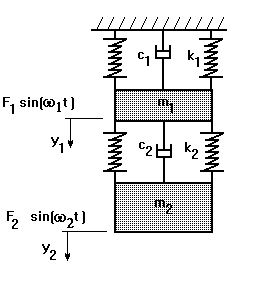 c₁ k₁
F₁ sin(ω₁t) m₁
y₁
c₂ k₂
m₂
F₂ sin(ω₂t)
y₂